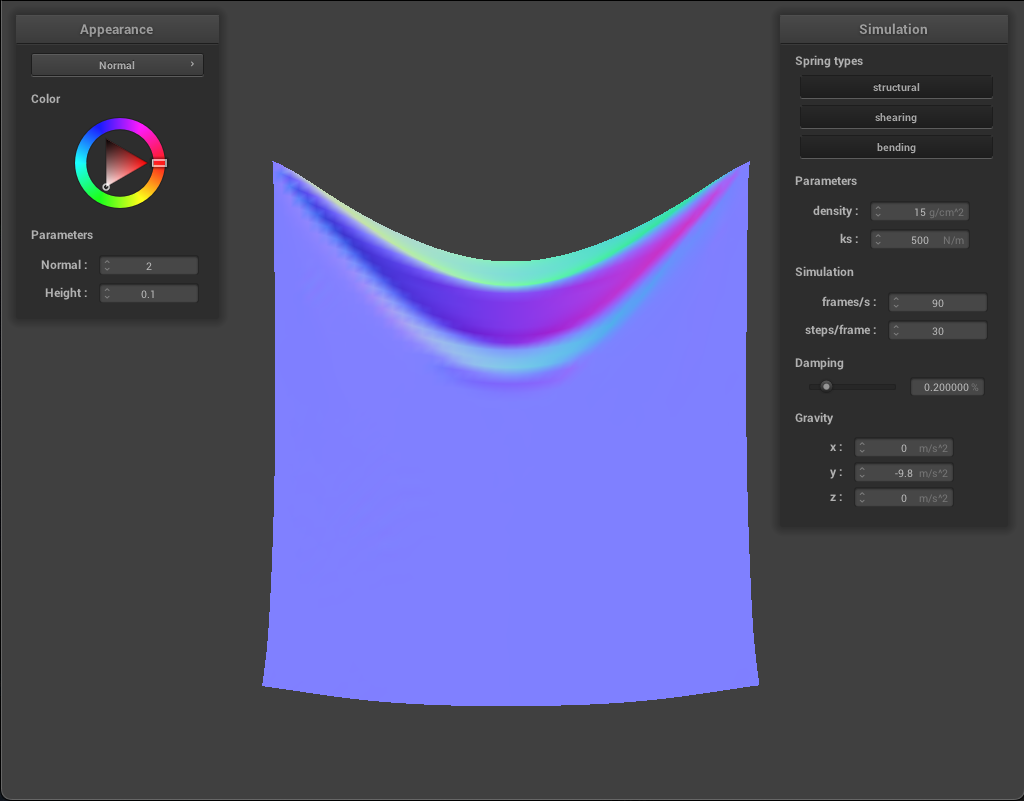 Appearance
Normal ›
Color
Parameters
Normal : 2
Height : 0.1
Simulation
Spring types
structural
shearing
bending
Parameters
density : 15 g/cm^2
ks : 500 N/m
Simulation
frames/s : 90
steps/frame : 30
Damping
0.200000 %
Gravity
x : 0 m/s^2
y : -9.8 m/s^2
z : 0 m/s^2